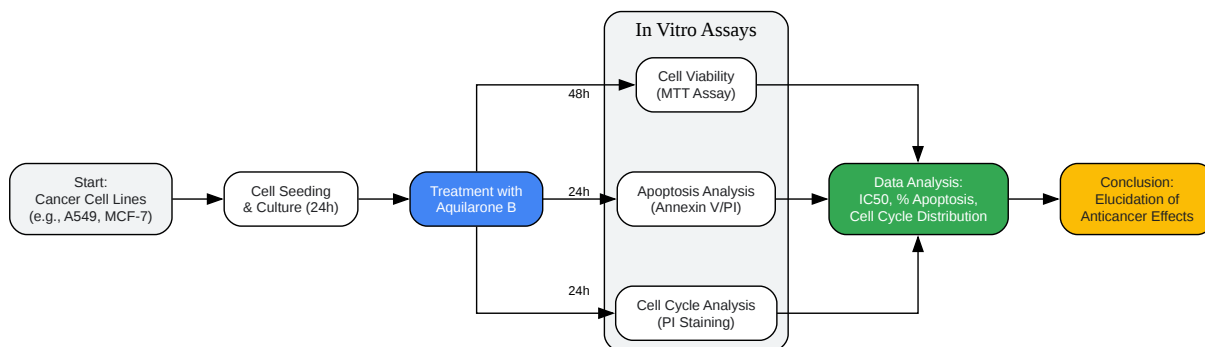 In Vitro Assays
Cell Viability
(MTT Assay)
48h
Start:
Cancer Cell Lines
(e.g., A549, MCF-7)
Cell Seeding
& Culture (24h)
Treatment with
Aquilarone B
24h
Apoptosis Analysis
(Annexin V/PI)
Data Analysis:
IC50, % Apoptosis,
Cell Cycle Distribution
Conclusion:
Elucidation of
Anticancer Effects
24h
Cell Cycle Analysis
(PI Staining)